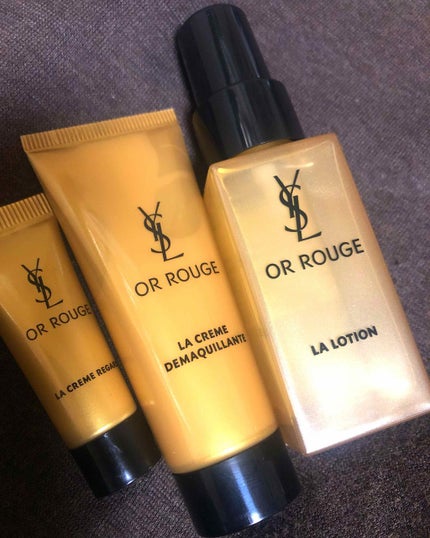 YSL
OR ROUGE
LA CREME
YSL
OR ROUGE
LA CREME
DEMAQUILLANTE
YSL
OR ROUGE
LA LOTION